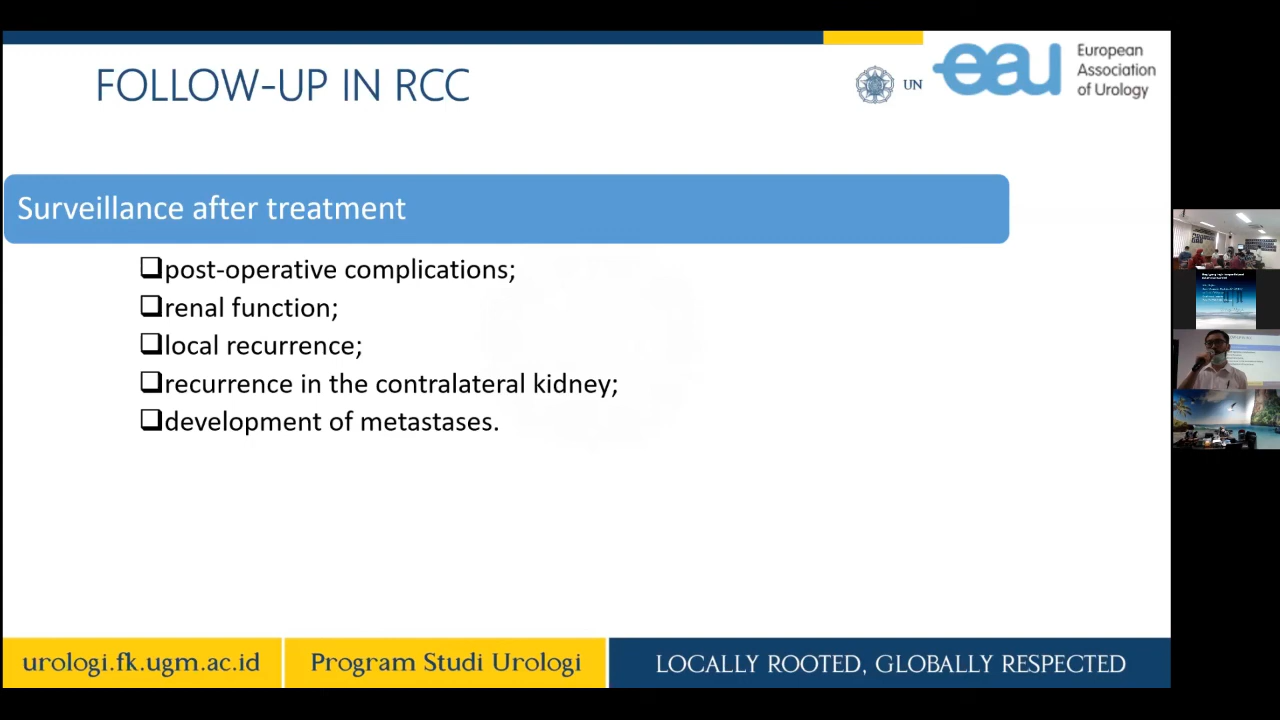 FOLLOW-UP IN RCC
UN
eau
European
Association
of Urology
Surveillance after treatment
post-operative complications;
renal function;
local recurrence;
recurrence in the contralateral kidney;
development of metastases.
urologi.fk.ugm.ac.id
Program Studi Urologi
LOCALLY ROOTED, GLOBALLY RESPECTED